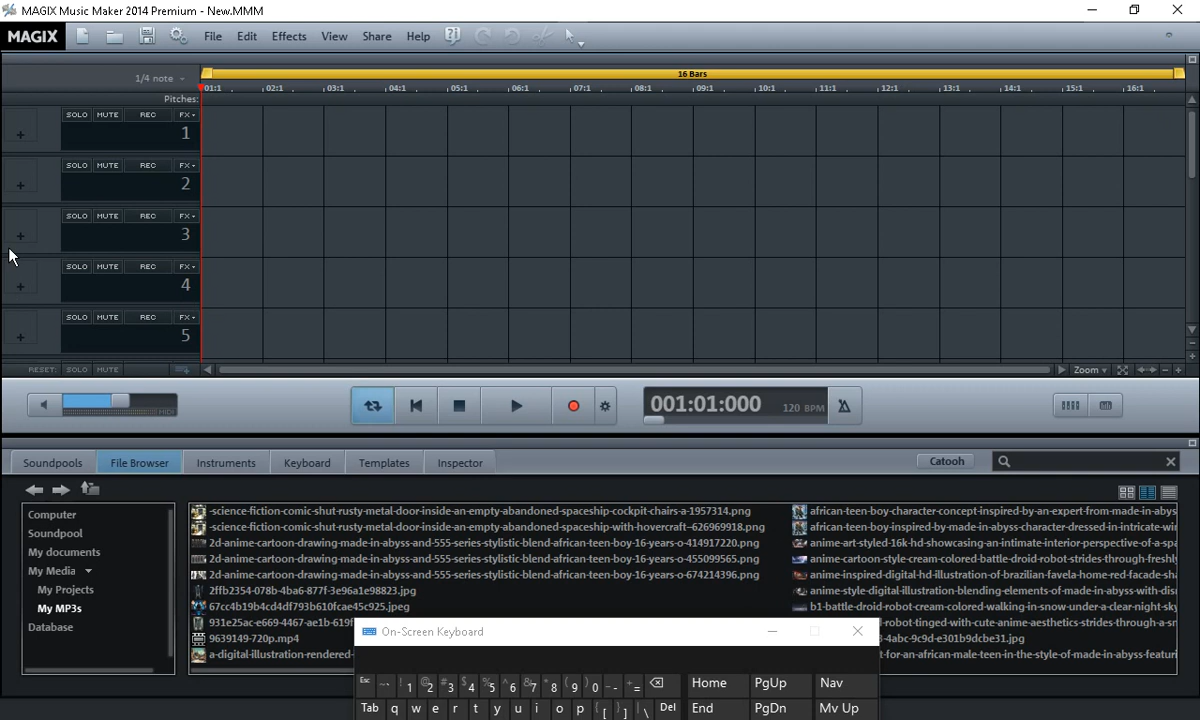 MAGIX Music Maker 2014 Premium - New.MMM
MAGIX File Edit Effects View Share Help
1/4 note
16 Bars
01:1 02:1 03:1 04:1 05:1 06:1 07:1 08:1 09:1 10:1 11:1 12:1 13:1 14:1 15:1 16:1
Pitches:
SOLO MUTE REC FX
1
SOLO MUTE REC FX
2
SOLO MUTE REC FX
3
SOLO MUTE REC FX
4
SOLO MUTE REC FX
5
RESET: SOLO MUTE
Zoom
MIDI
001:01:000 120 BPM
Soundpools File Browser Instruments Keyboard Templates Inspector Catooh
Computer
Soundpool
My documents
My Media
My Projects
My MP3s
Database
-science-fiction-comic-shut-rusty-metal-door-inside-an-empty-abandoned-spaceship-cockpit-chairs-a-1957314.png
-science-fiction-comic-shut-rusty-metal-door-inside-an-empty-abandoned-spaceship-with-hovercraft-626969918.png
2d-anime-cartoon-drawing-made-in-abyss-and-555-series-stylistic-blend-african-teen-boy-16-years-o-414917220.png
2d-anime-cartoon-drawing-made-in-abyss-and-555-series-stylistic-blend-african-teen-boy-16-years-o-455099565.png
2d-anime-cartoon-drawing-made-in-abyss-and-555-series-stylistic-blend-african-teen-boy-16-years-o-674214396.png
2ffb2354-078b-4ba6-877f-3e96a1e98823.jpg
67cc4b19b4cd4df793b610fcae45c925.jpeg
931e25ac-e669-4467-ae1b-619f
9639149-720p.mp4
a-digital-illustration-rendered-
african-teen-boy-character-concept-inspired-by-an-expert-from-made-in-abys
african-teen-boy-inspired-by-made-in-abyss-character-dressed-in-intricate-wi
anime-art-styled-16k-hd-showcasing-an-intimate-interior-perspective-of-a-spa
anime-cartoon-style-cream-colored-battle-droid-robot-strides-through-freshl
anime-inspired-digital-hd-illustration-of-brazilian-favela-home-red-facade-sha
anime-style-digital-illustration-blending-elements-of-made-in-abyss-with-dis
b1-battle-droid-robot-cream-colored-walking-in-snow-under-a-clear-night-sky
-robot-tinged-with-cute-anime-aesthetics-strides-through-a-sn
3-4abc-9c9d-e301b9dcbe31.jpg
t-for-an-african-male-teen-in-the-style-of-made-in-abyss-featuri
On-Screen Keyboard
Esc ~ ` ! 1 @ 2 # 3 $ 4 % 5 ^ 6 & 7 * 8 ( 9 ) 0 _ - + = Home PgUp Nav
Tab q w e r t y u i o p { [ } ] | \ Del End PgDn Mv Up